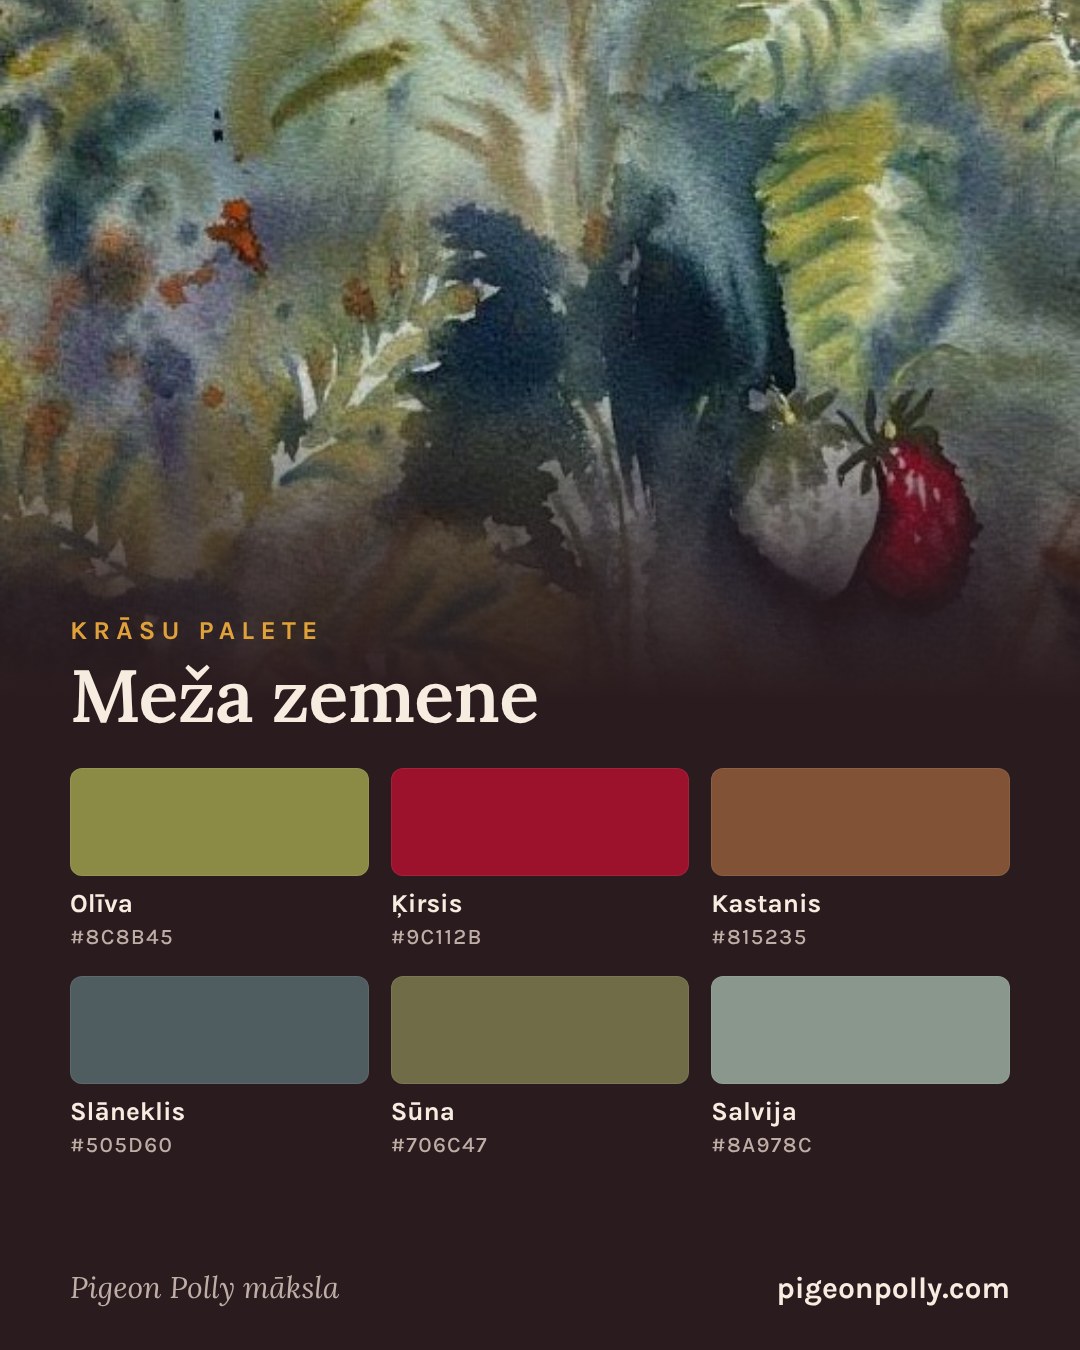 KRĀSU PALETE
Meža zemene
Olīva
#8C8B45
Ķirsis
#9C112B
Kastanis
#815235
Slāneklis
#505D60
Sūna
#706C47
Salvija
#8A978C
Pigeon Polly māksla
pigeonpolly.com